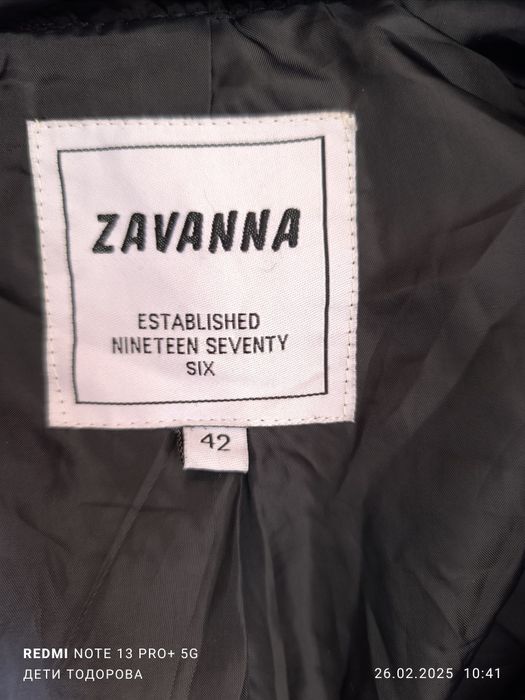 ZAVANNA
ESTABLISHED
NINETEEN SEVENTY
SIX
42
REDMI NOTE 13 PRO+ 5G
ДЕТИ ТОДОРОВА
26.02.2025 10:41